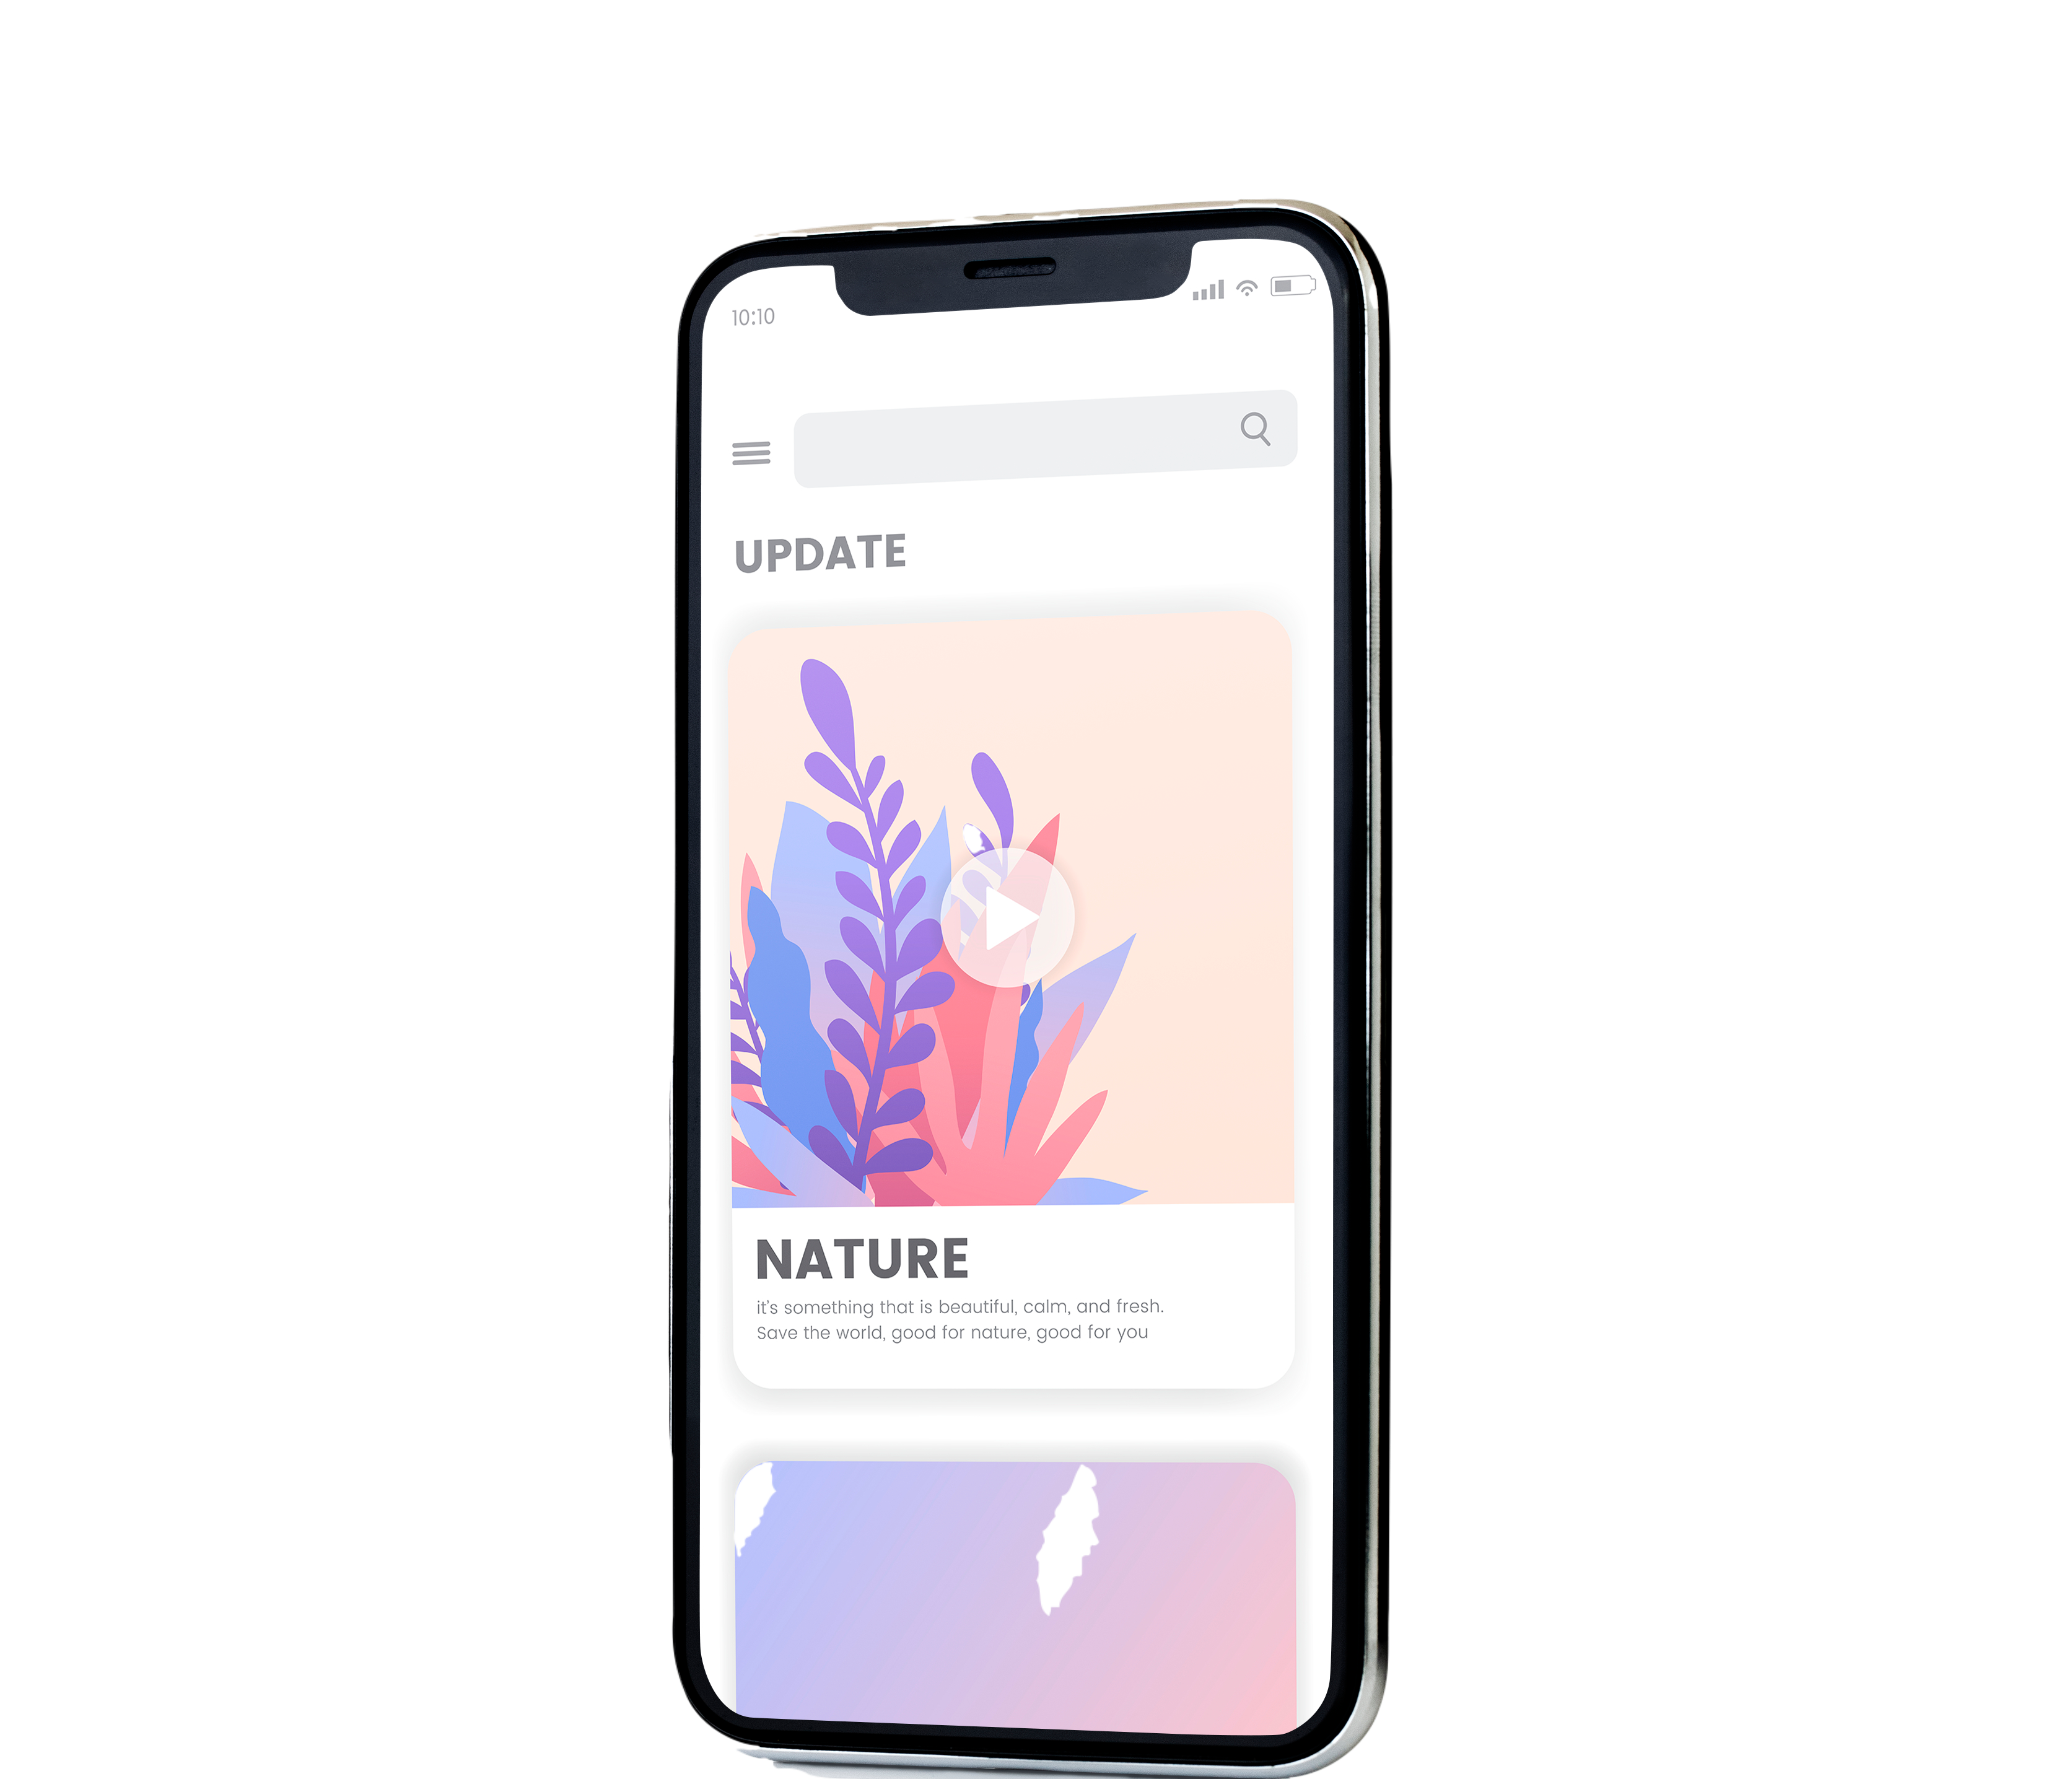 10:10
UPDATE
NATURE
it's something that is beautiful, calm, and fresh.
Save the world, good for nature, good for you